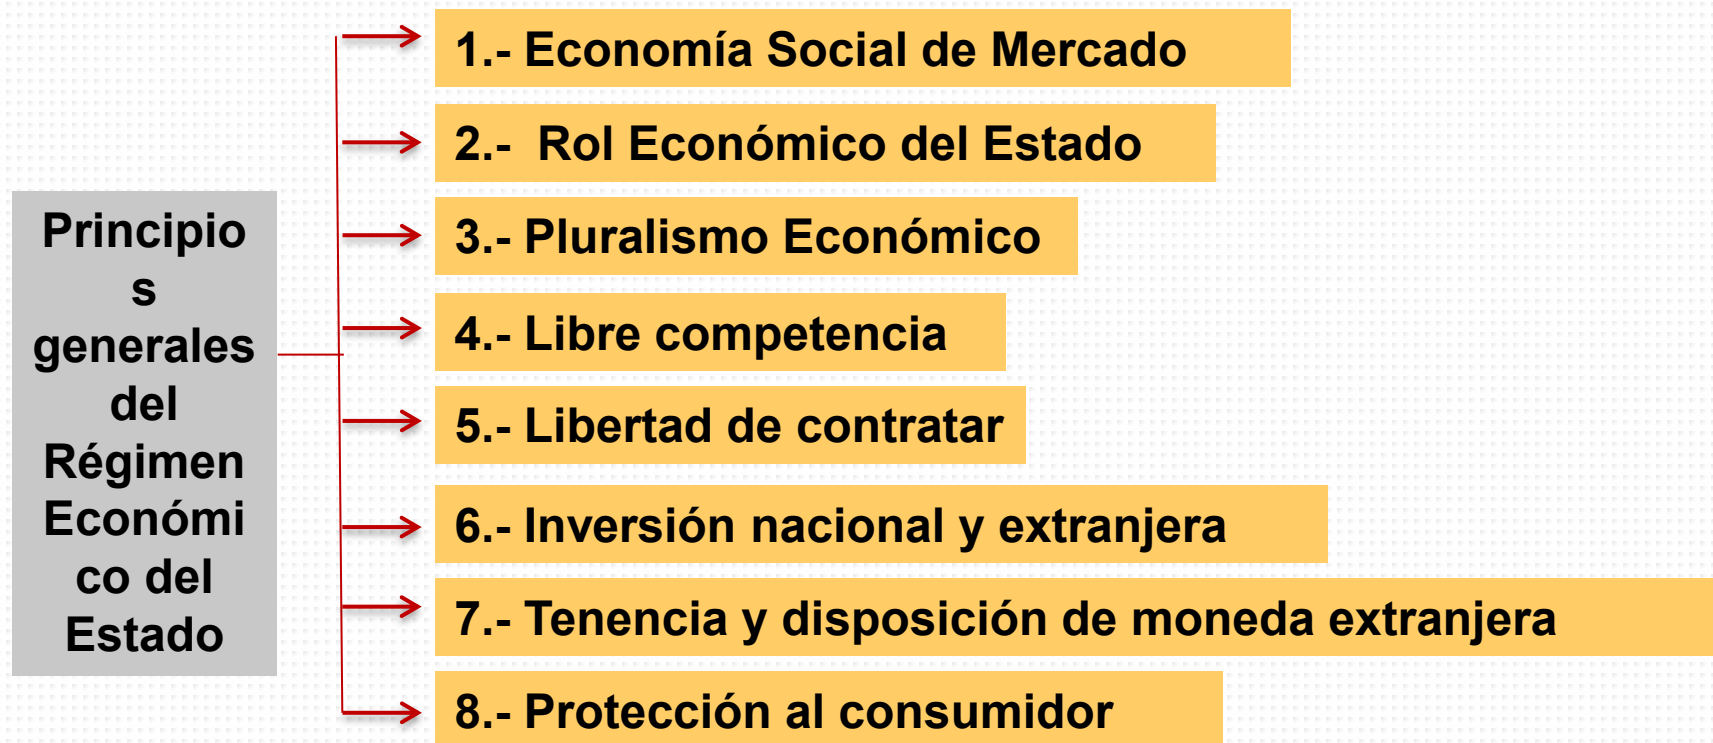 Principio
s
generales
del
Régimen
Económi
co del
Estado
1.- Economía Social de Mercado
2.-  Rol Económico del Estado
3.- Pluralismo Económico
4.- Libre competencia
5.- Libertad de contratar
6.- Inversión nacional y extranjera
7.- Tenencia y disposición de moneda extranjera
8.- Protección al consumidor